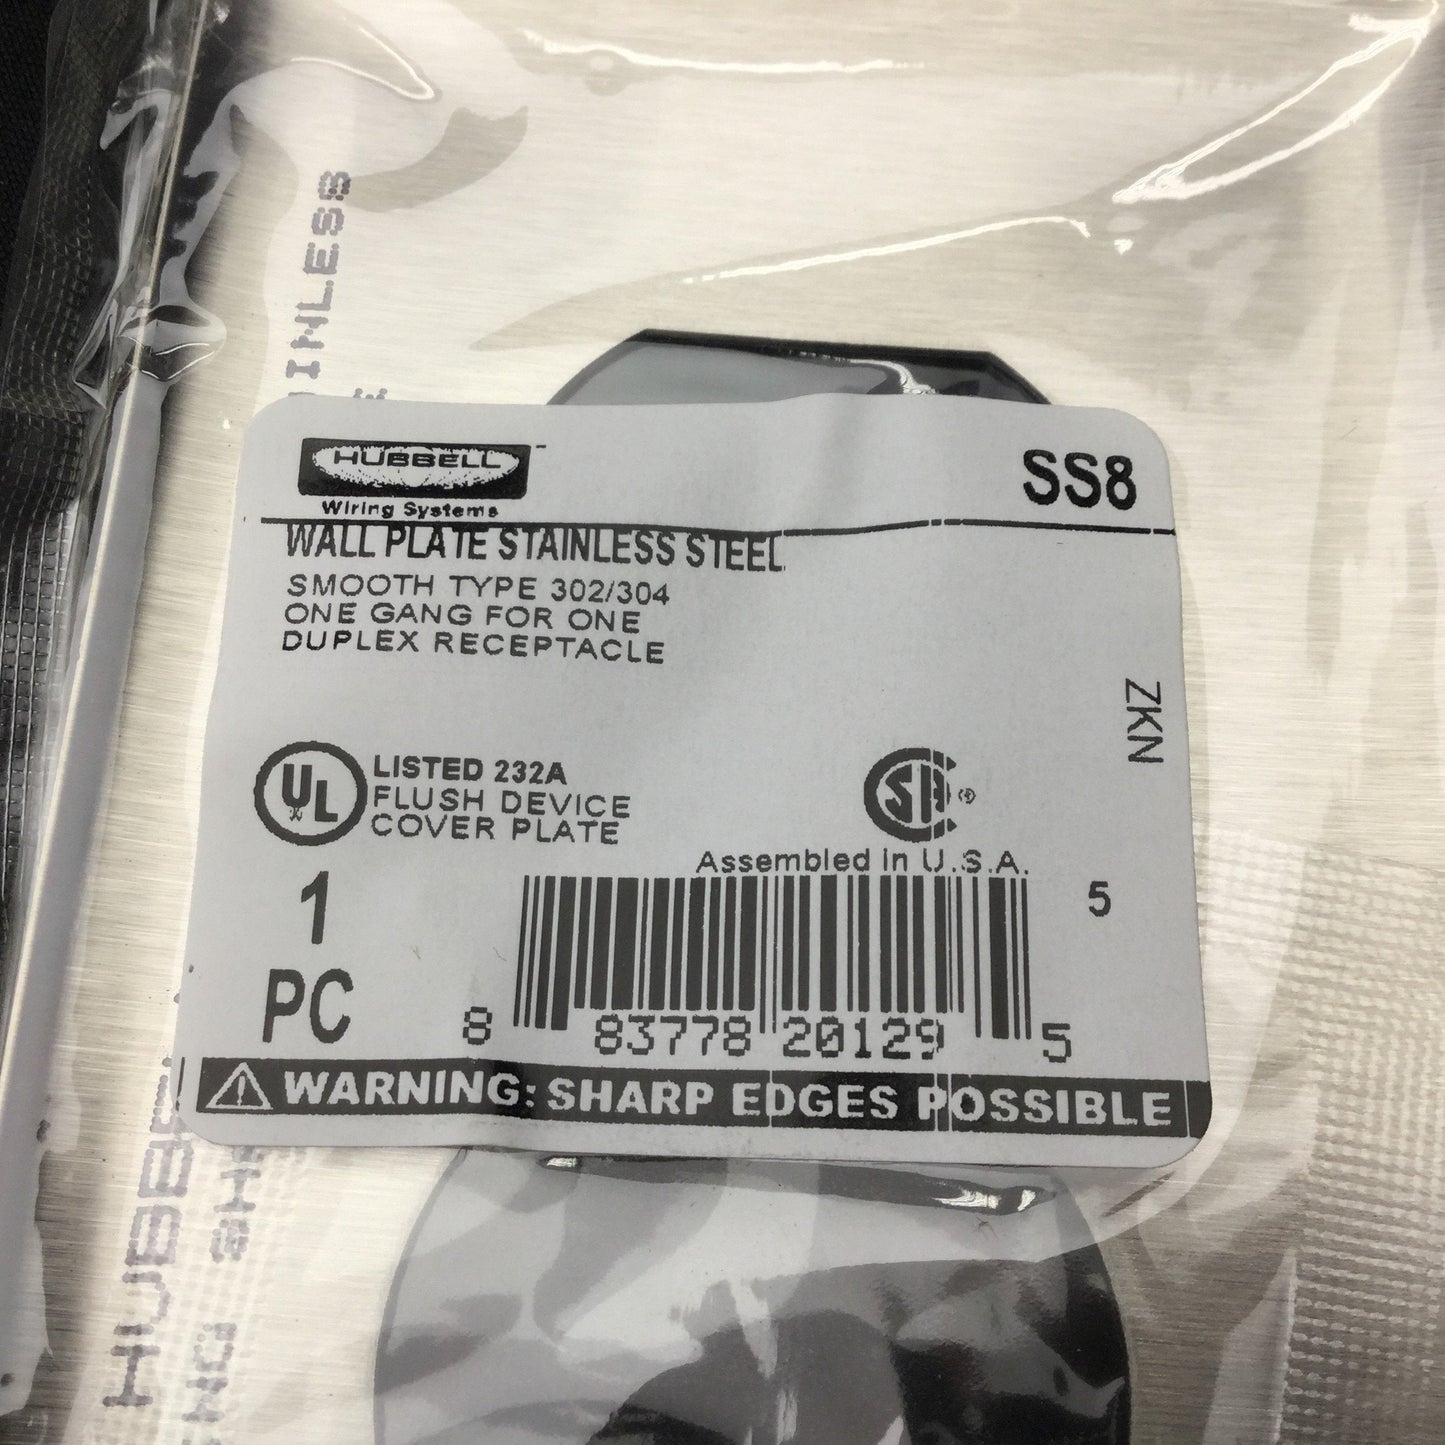 HUBBELL
Wiring Systems
SS8
WALL PLATE STAINLESS STEEL
SMOOTH TYPE 302/304
ONE GANG FOR ONE
DUPLEX RECEPTACLE
ZKN
UL
LISTED 232A
FLUSH DEVICE
COVER PLATE
SA
Assembled in U.S.A.
1
PC
5
8 83778 20129 5
WARNING: SHARP EDGES POSSIBLE